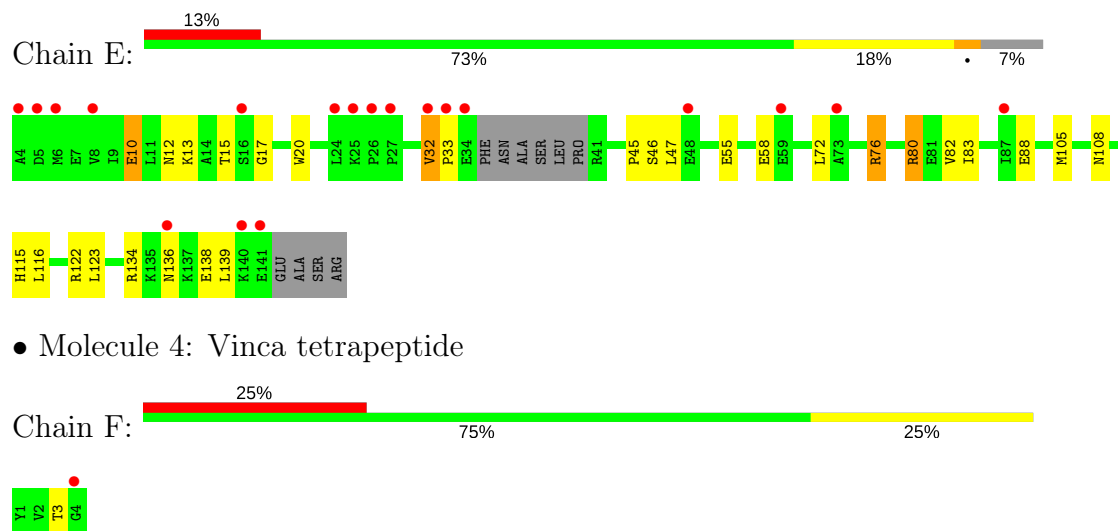 13%
Chain E:
73% 18% • 7%
A4 D5 M6 E7 V8 I9 E10 L11 N12 K13 A14 T15 S16 G17 W20 L24 K25 P26 P27 V32 P33 E34 PHE ASN ALA SER LEU PRO R41 P45 S46 L47 E48 E55 E58 E59 L72 A73 R76 R80 E81 V82 I83 I87 E88 M105 N108
H115 L116 R122 L123 R134 K135 N136 K137 E138 L139 K140 E141 GLU ALA SER ARG
• Molecule 4: Vinca tetrapeptide
25%
Chain F:
75% 25%
Y1 V2 T3 G4